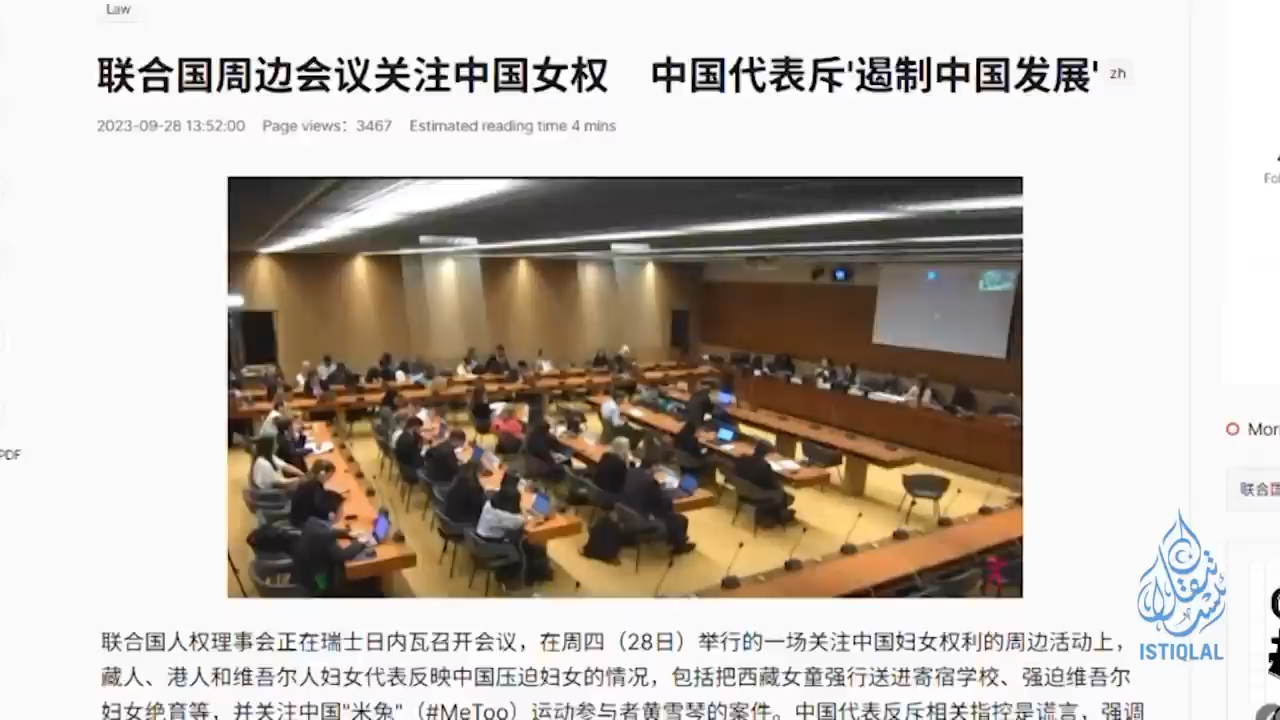 Law
联合国周边会议关注中国女权 中国代表斥'遏制中国发展' zh
2023-09-28 13:52:00 Page views: 3467 Estimated reading time 4 mins
PDF
联合国
ISTIQLAL
联合国人权理事会正在瑞士日内瓦召开会议，在周四（28日）举行的一场关注中国妇女权利的周边活动上，
藏人、港人和维吾尔人妇女代表反映中国压迫妇女的情况，包括把西藏女童强行送进寄宿学校、强迫维吾尔
妇女绝育等，并关注中国"米兔"（#MeToo）运动参与者黄雪琴的案件。中国代表反斥相关指控是谎言，强调